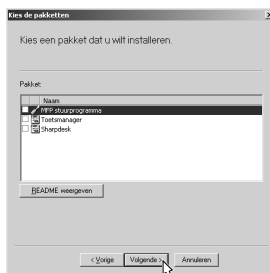 Kies de pakketten
Kies een pakket dat u wilt installeren.
Pakket
Naam
MFP stuurprogramma
Toetsmanager
Sharpdesk
README weergeven
< Vorige Volgende > Annuleren